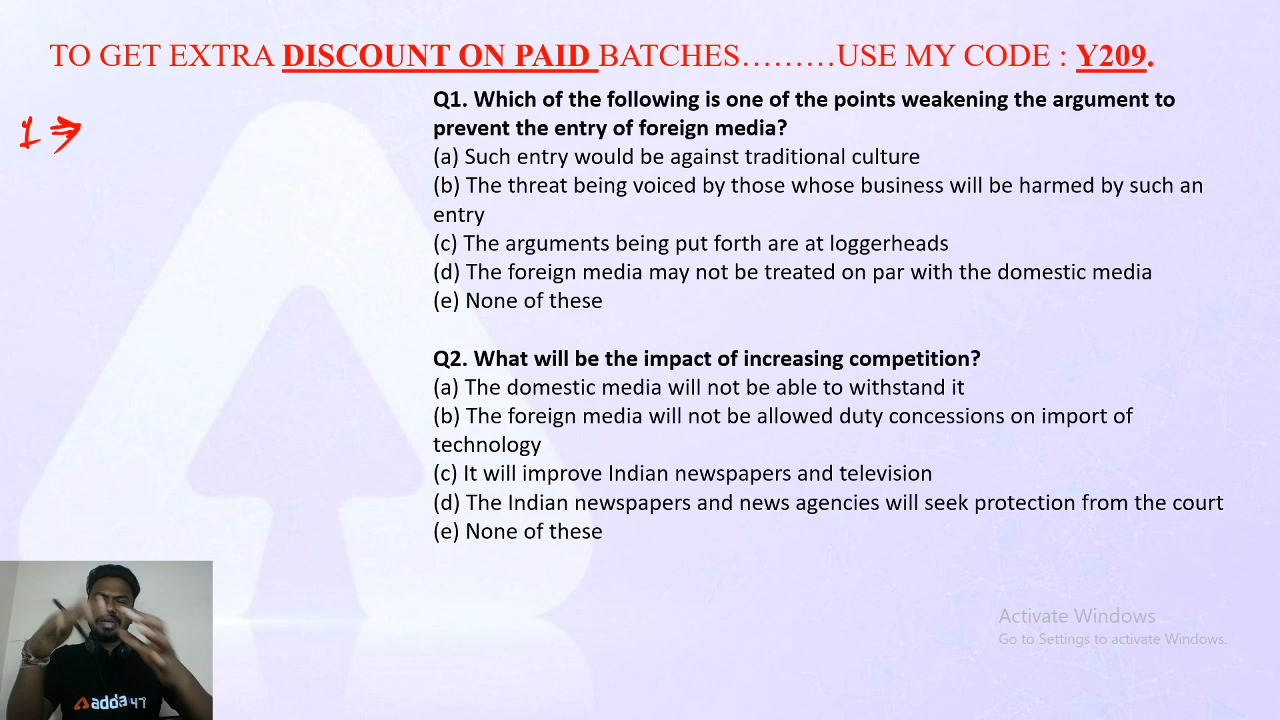 TO GET EXTRA DISCOUNT ON PAID BATCHES………USE MY CODE : Y209.
1 ⇒
Q1. Which of the following is one of the points weakening the argument to
prevent the entry of foreign media?
(a) Such entry would be against traditional culture
(b) The threat being voiced by those whose business will be harmed by such an
entry
(c) The arguments being put forth are at loggerheads
(d) The foreign media may not be treated on par with the domestic media
(e) None of these
Q2. What will be the impact of increasing competition?
(a) The domestic media will not be able to withstand it
(b) The foreign media will not be allowed duty concessions on import of
technology
(c) It will improve Indian newspapers and television
(d) The Indian newspapers and news agencies will seek protection from the court
(e) None of these
Activate Windows
Go to Settings to activate Windows.
adda247